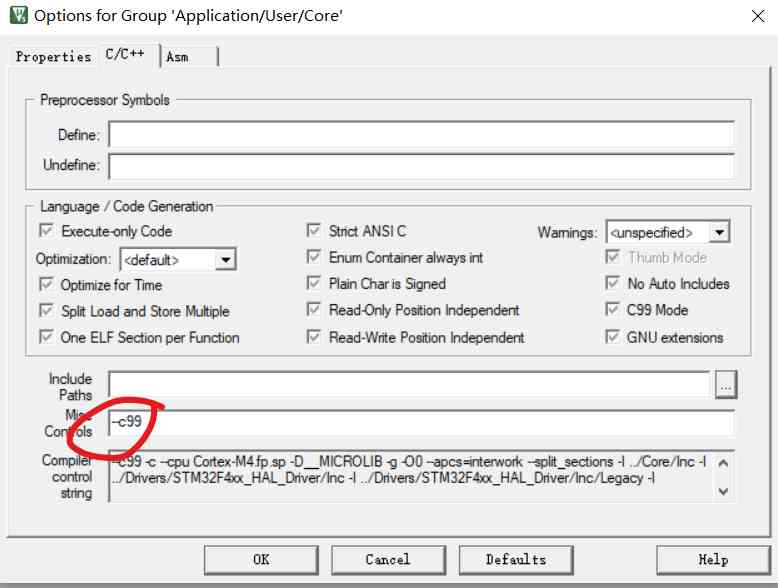 Options for Group 'Application/User/Core'
Properties C/C++ Asm
Preprocessor Symbols
Define:
Undefine:
Language / Code Generation
Execute-only Code Strict ANSI C Warnings: <unspecified>
Optimization: <default> Enum Container always int Thumb Mode
Optimize for Time Plain Char is Signed No Auto Includes
Split Load and Store Multiple Read-Only Position Independent C99 Mode
One ELF Section per Function Read-Write Position Independent GNU extensions
Include
Paths
...
Misc
Controls
--c99
Compiler
control
string
--c99 -c --cpu Cortex-M4.fp.sp -D__MICROLIB -g -O0 --apcs=interwork --split_sections -I ../Core/Inc -I
../Drivers/STM32F4xx_HAL_Driver/Inc -I ../Drivers/STM32F4xx_HAL_Driver/Inc/Legacy -I
OK Cancel Defaults Help